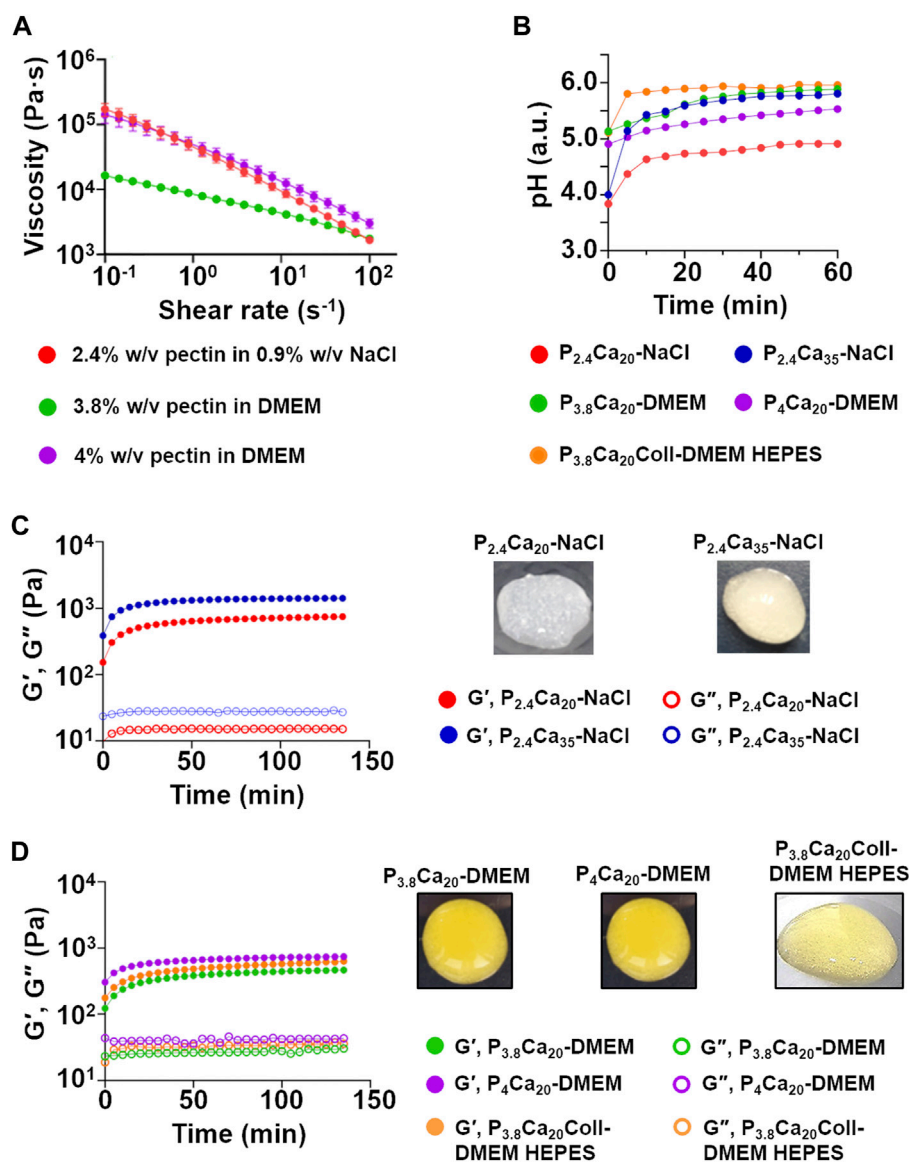 A
Viscosity (Pa·s)
10⁶
10⁵
10⁴
10³
10⁻¹ 10⁰ 10¹ 10²
Shear rate (s⁻¹)
2.4% w/v pectin in 0.9% w/v NaCl
3.8% w/v pectin in DMEM
4% w/v pectin in DMEM
B
pH (a.u.)
6.0
5.0
4.0
3.0
0 20 40 60
Time (min)
P₂.₄Ca₂₀-NaCl P₂.₄Ca₃₅-NaCl
P₃.₈Ca₂₀-DMEM P₄Ca₂₀-DMEM
P₃.₈Ca₂₀Coll-DMEM HEPES
C
G′, G″ (Pa)
10⁴
10³
10²
10¹
0 50 100 150
Time (min)
P₂.₄Ca₂₀-NaCl P₂.₄Ca₃₅-NaCl
G′, P₂.₄Ca₂₀-NaCl G″, P₂.₄Ca₂₀-NaCl
G′, P₂.₄Ca₃₅-NaCl G″, P₂.₄Ca₃₅-NaCl
D
G′, G″ (Pa)
10⁴
10³
10²
10¹
0 50 100 150
Time (min)
P₃.₈Ca₂₀-DMEM P₄Ca₂₀-DMEM P₃.₈Ca₂₀Coll-
DMEM HEPES
G′, P₃.₈Ca₂₀-DMEM G″, P₃.₈Ca₂₀-DMEM
G′, P₄Ca₂₀-DMEM G″, P₄Ca₂₀-DMEM
G′, P₃.₈Ca₂₀Coll- G″, P₃.₈Ca₂₀Coll-
DMEM HEPES DMEM HEPES